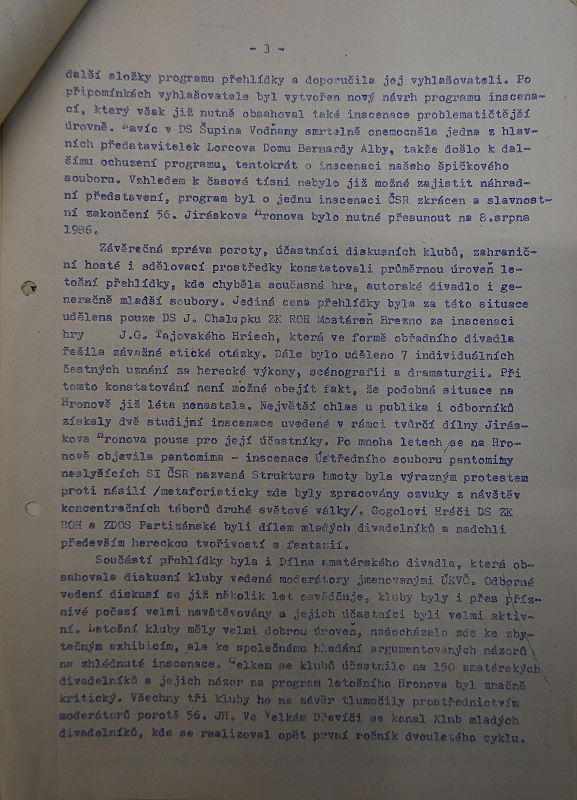 - 3 -
další složky programu přehlídky a doporučila jej vyhlašovateli. Po
připomínkách vyhlašovatele byl vytvořen nový návrh programu inscena-
cí, který však již nutně obsahoval také inscenace problematičtější
úrovně. Navíc v DS Šupina Vodňany smrtelně onemocněla jedna z hlav-
ních představitelek Lorcova Domu Bernardy Alby, takže došlo k dal-
šímu ochuzení programu, tentokrát o inscenaci našeho špičkového
souboru. Vzhledem k časové tísni nebylo již možné zajistit náhrad-
ní představení, program byl o jednu inscenaci ČSR zkrácen a slavnost-
ní zakončení 56. Jiráskova Hronova bylo nutné přesunout na 8.srpna
1986.
Závěrečná zpráva poroty, účastníci diskusních klubů, zahranič-
ní hosté i sdělovací prostředky konstatovali průměrnou úroveň le-
tošní přehlídky, kde chyběla současná hra, autorské divadlo i ge-
neračně mladší soubory. Jediná cena přehlídky byla za této situace
udělena pouze DS J. Chalupku ZK ROH Mostáreň Brezno za inscenaci
hry J.G. Tajovského Hriech, která ve formě obřadního divadla
řešila závažné etické otázky. Dále bylo uděleno 7 individuálních
čestných uznání za herecké výkony, scénografii a dramaturgii. Při
tomto konstatování není možné obejít fakt, že podobná situace na
Hronově již léta nenastala. Největší ohlas u publika i odborníků
získaly dvě studijní inscenace uvedené v rámci tvůrčí dílny Jirás-
kova Hronova pouze pro její účastníky. Po mnoha letech se na Hro-
nově objevila pantomima - inscenace Ústředního souboru pantomimy
neslyšících SI ČSR nazvaná Struktura hmoty byla výrazným protestem
proti násilí /metaforisticky zde byly zpracovány ozvuky z návštěv
koncentračních táborů druhé světové války/. Gogolovi Hráči DS ZK
ROH a ZDOS Partizánské byli dílem mladých divadelníků a nadchli
především hereckou tvořivostí a fantazií.
Součástí přehlídky byla i Dílna amatérského divadla, která ob-
sahovala diskusní kluby vedené moderátory jmenovanými ÚKVČ. Odborné
vedení diskusí se již několik let osvědčuje, kluby byly i přes příz-
nivé počasí velmi navštěvovány a jejich účastníci byli velmi aktiv-
ní. Letošní kluby měly velmi dobrou úroveň, nedocházelo zde ke zby-
tečným exhibicím, ale ke společnému hledání argumentovaných názorů
na zhlédnuté inscenace. Celkem se klubů účastnilo na 150 amatérských
divadelníků a jejich názor na program letošního Hronova byl značně
kritický. Všechny tři kluby ho na závěr tlumočily prostřednictvím
moderátorů porotě 56. JH. Ve Velkém Dřevíči se konal Klub mladých
divadelníků, kde se realizoval opět první ročník dvouletého cyklu.